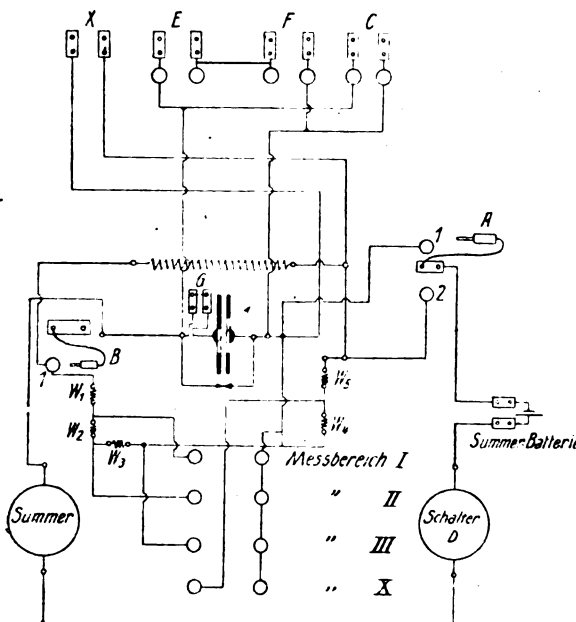 X E F C
A
1
2
G
B
1
W₁
W₂
W₃
W₅
W₄
Summer Batterie
Messbereich I
" II
" III
" X
Summer
Schalter
D